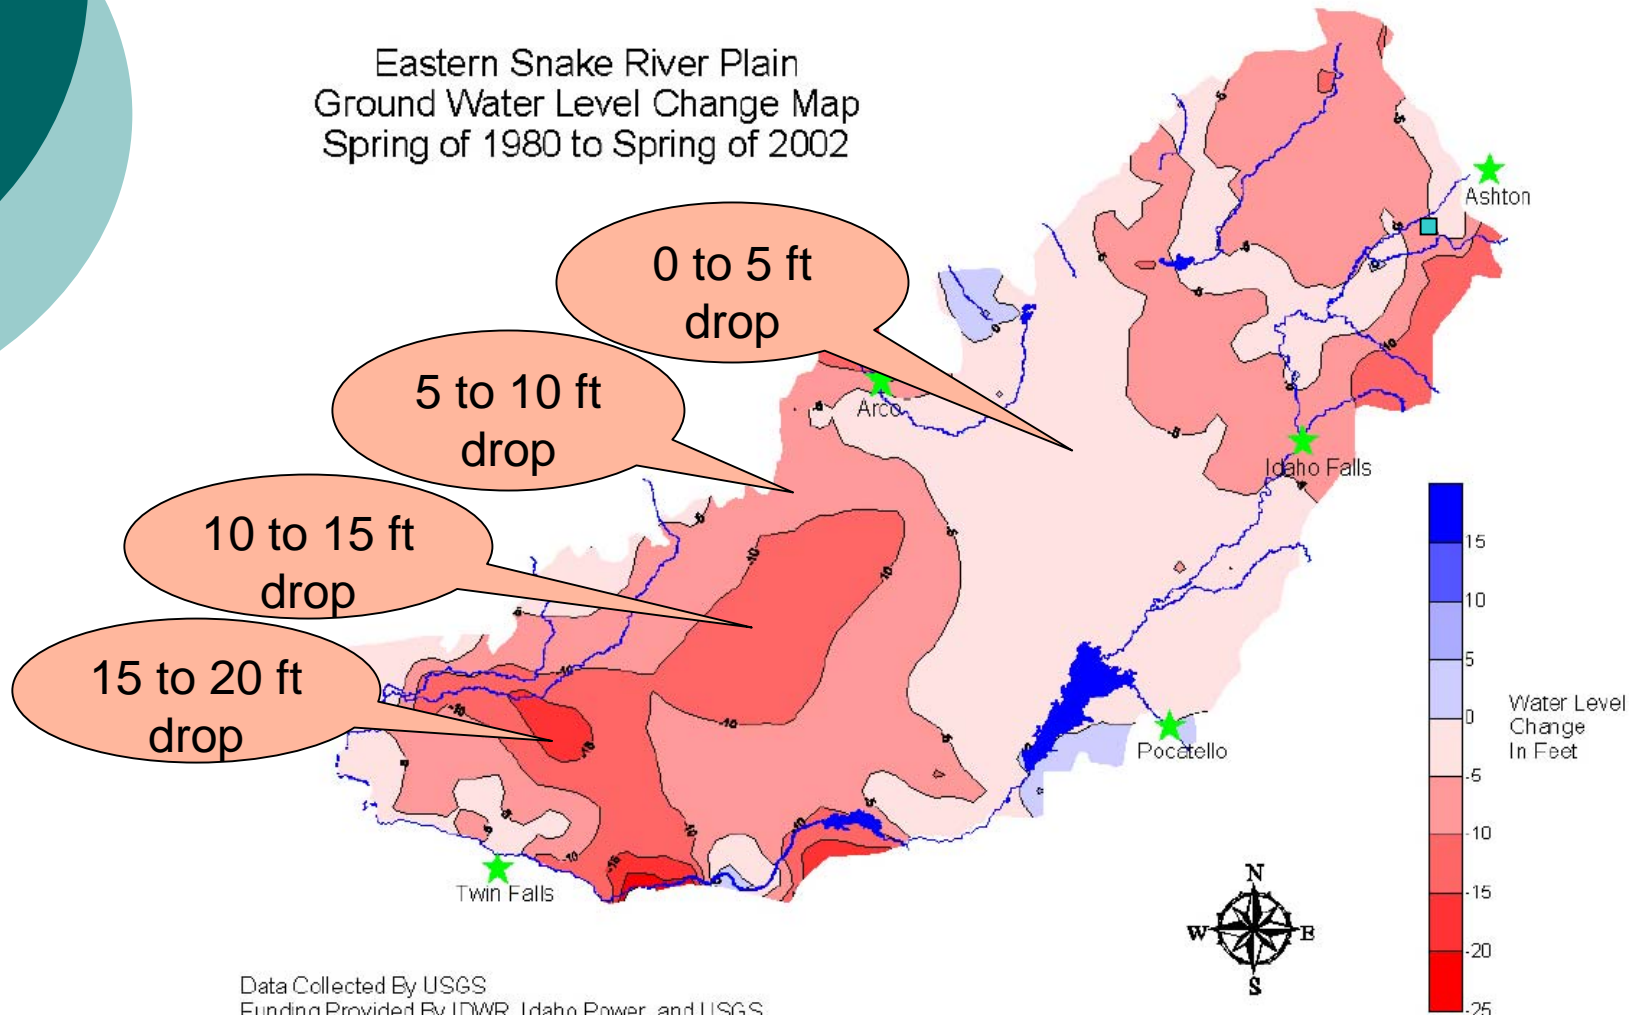 Eastern Snake River Plain
Ground Water Level Change Map
Spring of 1980 to Spring of 2002
0 to 5 ft
drop
5 to 10 ft
drop
10 to 15 ft
drop
15 to 20 ft
drop
Ashton
Arco
Idaho Falls
Pocatello
Twin Falls
15
10
5
0
-5
-10
-15
-20
-25
Water Level
Change
In Feet
N
W E
S
Data Collected By USGS
Funding Provided By IDWR, Idaho Power, and USGS